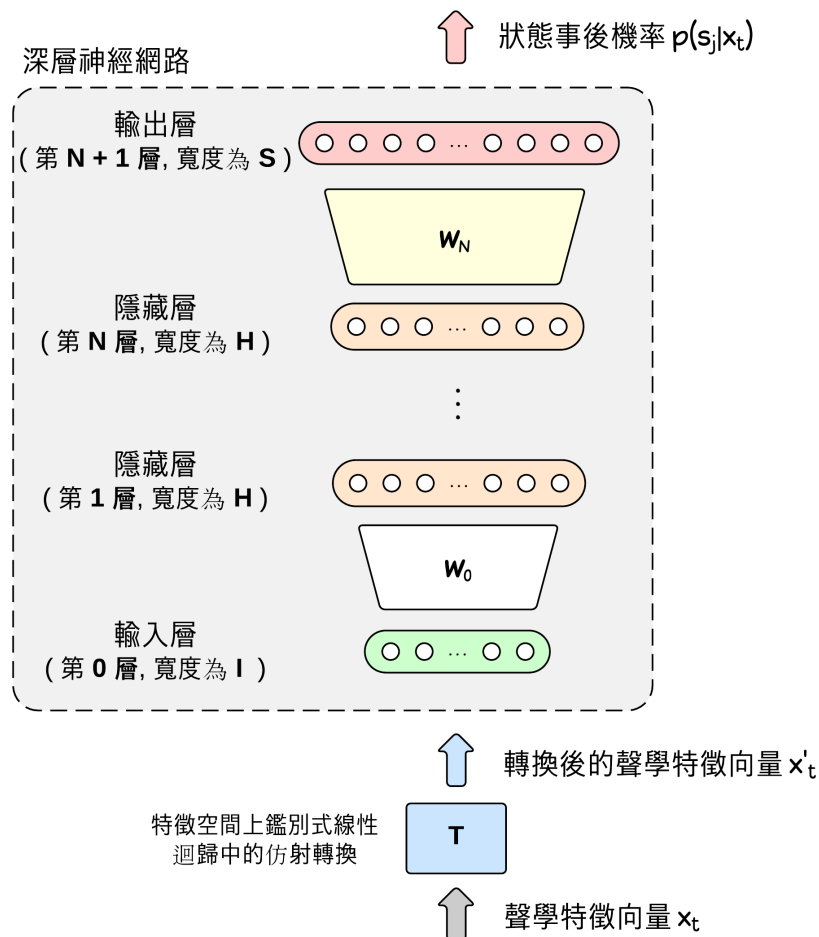 狀態事後機率 p(sj|xt)
深層神經網路
輸出層
( 第 N + 1 層, 寬度為 S )
WN
隱藏層
( 第 N 層, 寬度為 H )
隱藏層
( 第 1 層, 寬度為 H )
W0
輸入層
( 第 0 層, 寬度為 I )
轉換後的聲學特徵向量 x't
特徵空間上鑑別式線性
迴歸中的仿射轉換
T
聲學特徵向量 xt